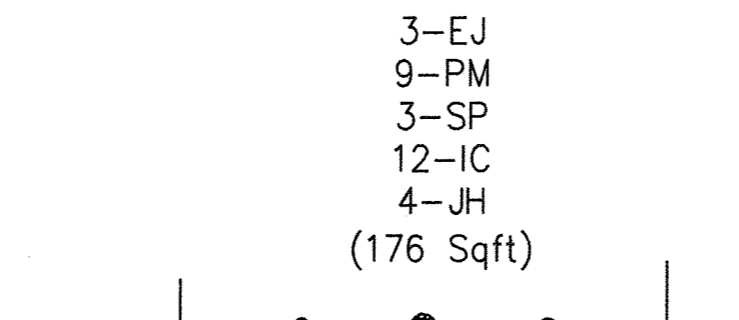 3-EJ
9-PM
3-SP
12-IC
4-JH
(176 Sqft)